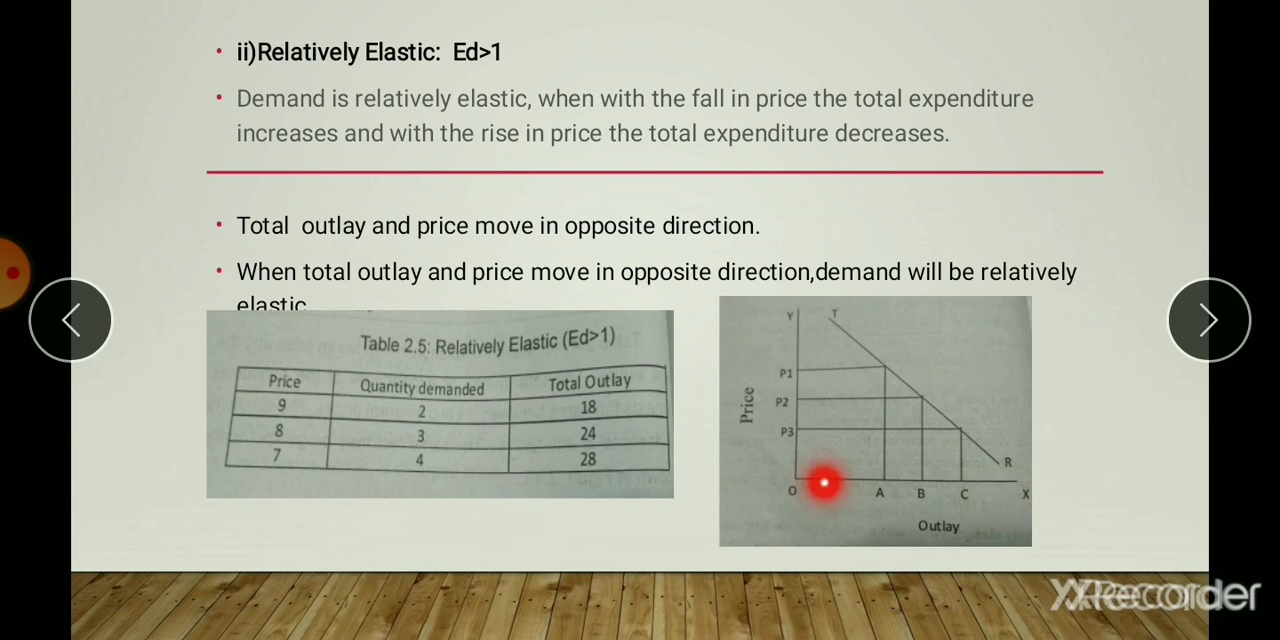 ii)Relatively Elastic: Ed>1
Demand is relatively elastic, when with the fall in price the total expenditure
increases and with the rise in price the total expenditure decreases.
Total outlay and price move in opposite direction.
When total outlay and price move in opposite direction,demand will be relatively
elastic
Table 2.5: Relatively Elastic (Ed>1)
Price Quantity demanded Total Outlay
9 2 18
8 3 24
7 4 28
Y T
P1
P2
P3
Price
R
O A B C X
Outlay
XRecorder